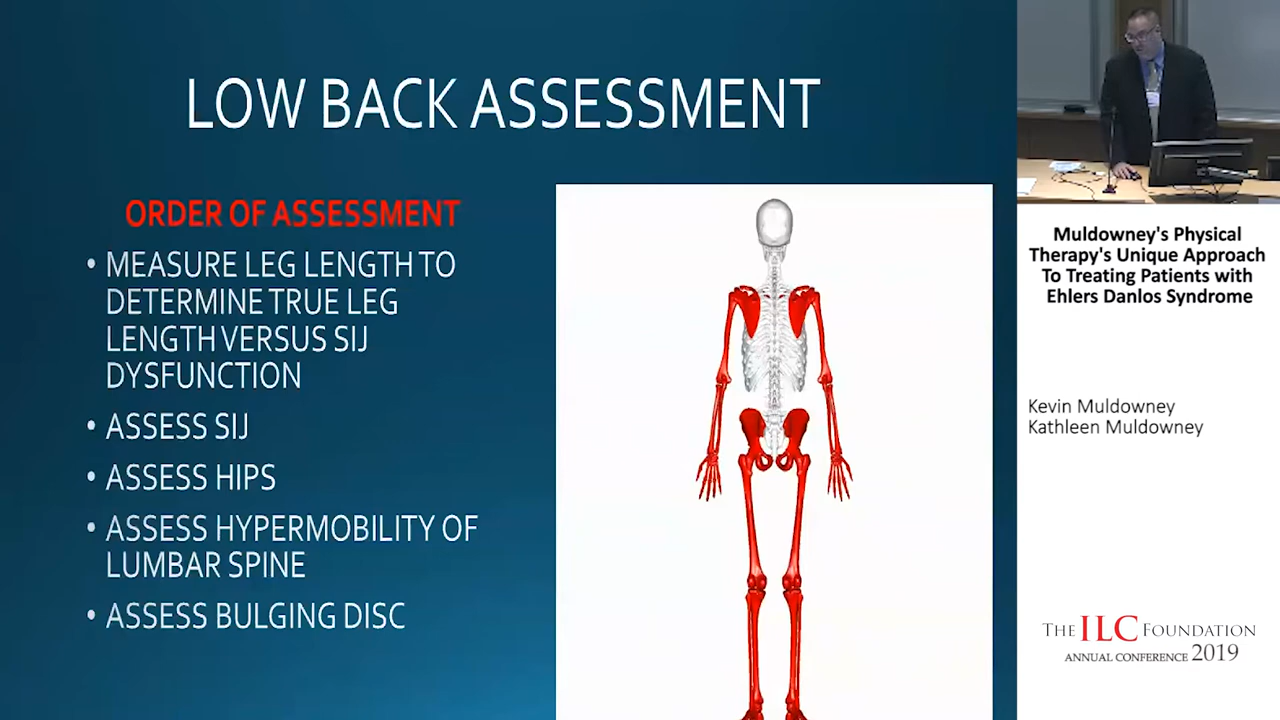 LOW BACK ASSESSMENT
ORDER OF ASSESSMENT
• MEASURE LEG LENGTH TO
DETERMINE TRUE LEG
LENGTH VERSUS SIJ
DYSFUNCTION
• ASSESS SIJ
• ASSESS HIPS
• ASSESS HYPERMOBILITY OF
LUMBAR SPINE
• ASSESS BULGING DISC
Muldowney's Physical
Therapy's Unique Approach
To Treating Patients with
Ehlers Danlos Syndrome
Kevin Muldowney
Kathleen Muldowney
THE ILC FOUNDATION
ANNUAL CONFERENCE 2019